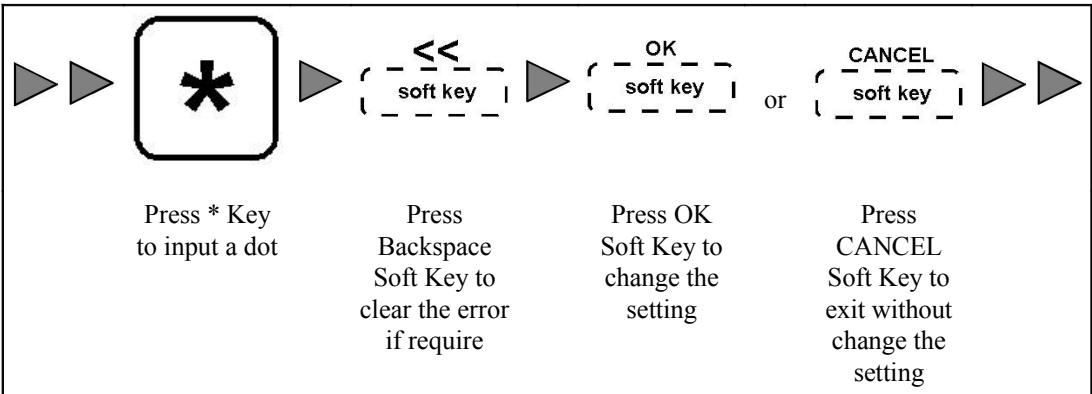 *
<<
soft key
OK
soft key
or
CANCEL
soft key
Press * Key
to input a dot
Press
Backspace
Soft Key to
clear the error
if require
Press OK
Soft Key to
change the
setting
Press
CANCEL
Soft Key to
exit without
change the
setting